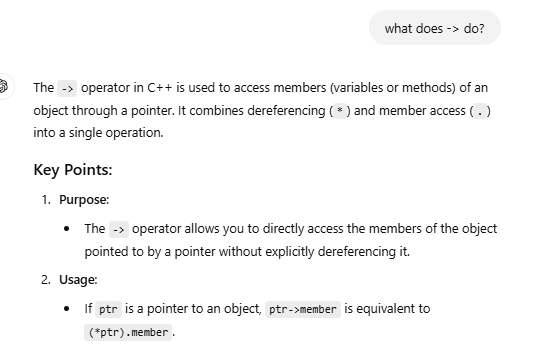 what does -> do?
The -> operator in C++ is used to access members (variables or methods) of an
object through a pointer. It combines dereferencing ( * ) and member access ( . )
into a single operation.
Key Points:
1. Purpose:
• The -> operator allows you to directly access the members of the object
pointed to by a pointer without explicitly dereferencing it.
2. Usage:
• If ptr is a pointer to an object, ptr->member is equivalent to
(*ptr).member .